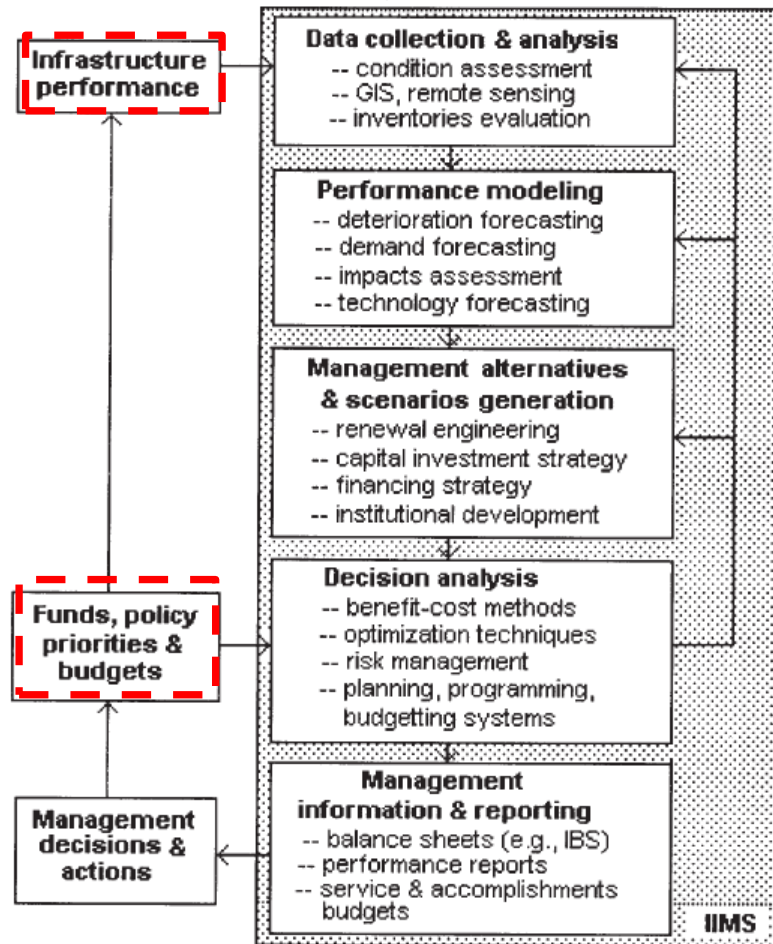 Infrastructure
performance
Data collection & analysis
-- condition assessment
-- GIS, remote sensing
-- inventories evaluation
Performance modeling
-- deterioration forecasting
-- demand forecasting
-- impacts assessment
-- technology forecasting
Management alternatives
& scenarios generation
-- renewal engineering
-- capital investment strategy
-- financing strategy
-- institutional development
Funds, policy
priorities &
budgets
Decision analysis
-- benefit-cost methods
-- optimization techniques
-- risk management
-- planning, programming,
budgetting systems
Management
decisions &
actions
Management
information & reporting
-- balance sheets (e.g., IBS)
-- performance reports
-- service & accomplishments
budgets
IIMS